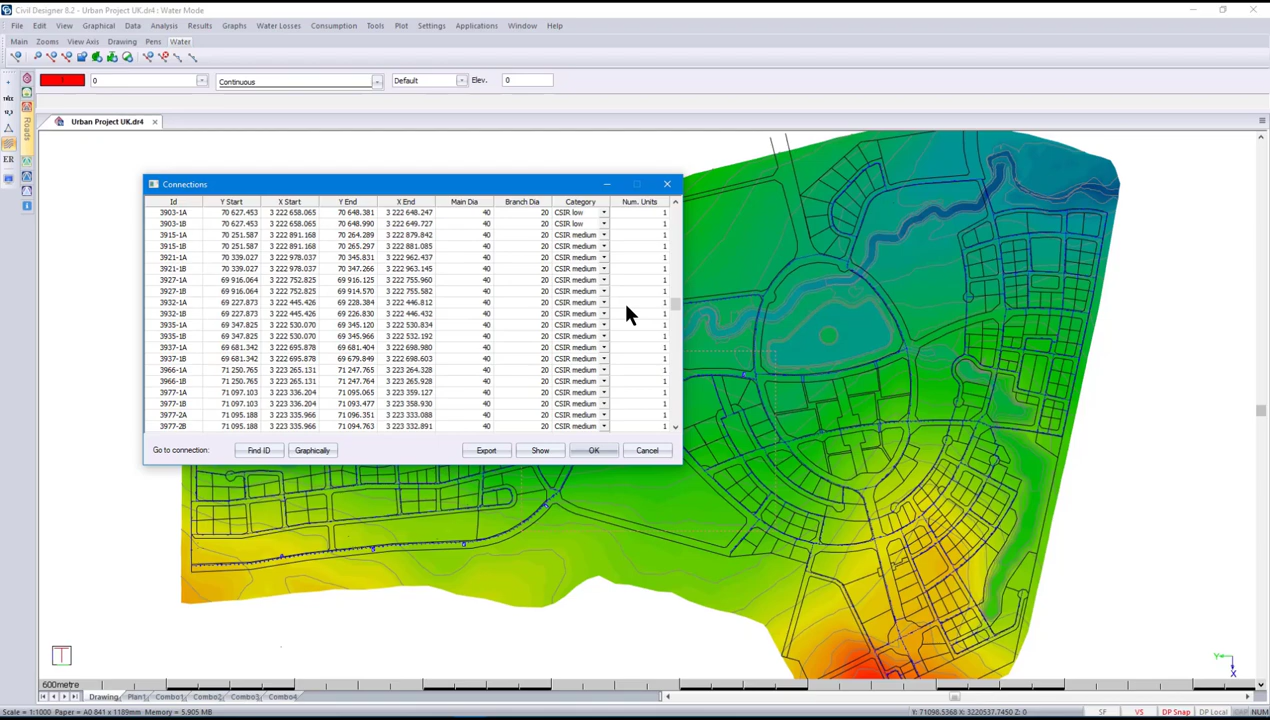 Civil Designer 8.2 - Urban Project UK.dr4 : Water Mode
File Edit View Graphical Data Analysis Results Graphs Water Losses Consumption Tools Plot Settings Applications Window Help
Main Zooms View Axis Drawing Pens Water
0 Continuous Default Elev. 0
Urban Project UK.dr4
Roads
ER
Connections
Id Y Start X Start Y End X End Main Dia Branch Dia Category Num. Units
3903-1A 70 627.453 3 222 658.065 70 648.381 3 222 648.247 40 20 CSIR low 1
3903-1B 70 627.453 3 222 658.065 70 648.990 3 222 649.727 40 20 CSIR low 1
3915-1A 70 251.587 3 222 891.168 70 264.289 3 222 879.842 40 20 CSIR medium 1
3915-1B 70 251.587 3 222 891.168 70 265.297 3 222 881.085 40 20 CSIR medium 1
3921-1A 70 339.027 3 222 978.037 70 345.831 3 222 962.437 40 20 CSIR medium 1
3921-1B 70 339.027 3 222 978.037 70 347.266 3 222 963.145 40 20 CSIR medium 1
3927-1A 69 916.064 3 222 752.825 69 916.125 3 222 755.960 40 20 CSIR medium 1
3927-1B 69 916.064 3 222 752.825 69 914.570 3 222 755.582 40 20 CSIR medium 1
3932-1A 69 227.873 3 222 445.426 69 228.384 3 222 446.812 40 20 CSIR medium 1
3932-1B 69 227.873 3 222 445.426 69 226.830 3 222 446.432 40 20 CSIR medium 1
3935-1A 69 347.825 3 222 530.070 69 345.120 3 222 530.834 40 20 CSIR medium 1
3935-1B 69 347.825 3 222 530.070 69 345.966 3 222 532.192 40 20 CSIR medium 1
3937-1A 69 681.342 3 222 695.878 69 681.404 3 222 698.980 40 20 CSIR medium 1
3937-1B 69 681.342 3 222 695.878 69 679.849 3 222 698.603 40 20 CSIR medium 1
3966-1A 71 250.765 3 223 265.131 71 247.765 3 223 264.328 40 20 CSIR medium 1
3966-1B 71 250.765 3 223 265.131 71 247.764 3 223 265.928 40 20 CSIR medium 1
3977-1A 71 097.103 3 223 336.204 71 095.065 3 223 359.127 40 20 CSIR medium 1
3977-1B 71 097.103 3 223 336.204 71 093.477 3 223 358.930 40 20 CSIR medium 1
3977-2A 71 095.188 3 223 335.966 71 096.351 3 223 333.088 40 20 CSIR medium 1
3977-2B 71 095.188 3 223 335.966 71 094.763 3 223 332.891 40 20 CSIR medium 1
Go to connection: Find ID Graphically Export Show OK Cancel
T
Y
X
600metre
Drawing Plan1 Combo1 Combo2 Combo3 Combo4
Scale = 1:1000 Paper = A0 841 x 1189mm Memory = 5.905 MB Y: 71098.5368 X: 3220537.7450 Z: 0 SF VS DP Snap DP Local NUM